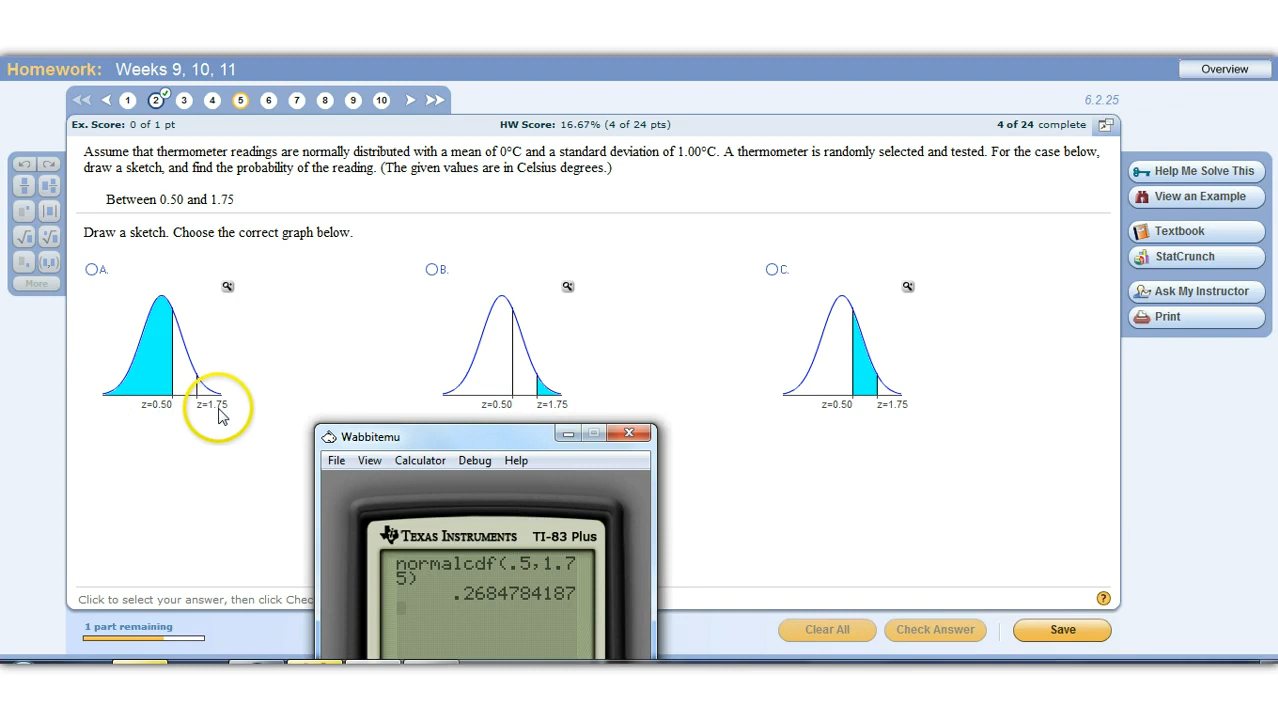 Homework: Weeks 9, 10, 11
Overview
1 2 3 4 5 6 7 8 9 10
6.2.25
Ex. Score: 0 of 1 pt
HW Score: 16.67% (4 of 24 pts)
4 of 24 complete
Assume that thermometer readings are normally distributed with a mean of 0°C and a standard deviation of 1.00°C. A thermometer is randomly selected and tested. For the case below,
draw a sketch, and find the probability of the reading. (The given values are in Celsius degrees.)
Between 0.50 and 1.75
Draw a sketch. Choose the correct graph below.
A.
B.
C.
z=0.50 z=1.75
z=0.50 z=1.75
z=0.50 z=1.75
More
Help Me Solve This
View an Example
Textbook
StatCrunch
Ask My Instructor
Print
Wabbitemu
File View Calculator Debug Help
TEXAS INSTRUMENTS TI-83 Plus
normalcdf(.5,1.7
5)
.2684784187
Click to select your answer, then click Chec
?
1 part remaining
Clear All
Check Answer
Save